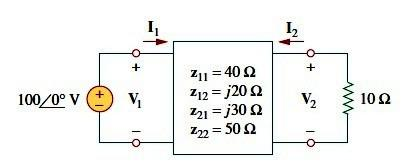 I₁ I₂
+ +
100/0° V + − V₁ z₁₁ = 40 Ω V₂ 10 Ω
z₁₂ = j20 Ω
z₂₁ = j30 Ω
z₂₂ = 50 Ω
− −